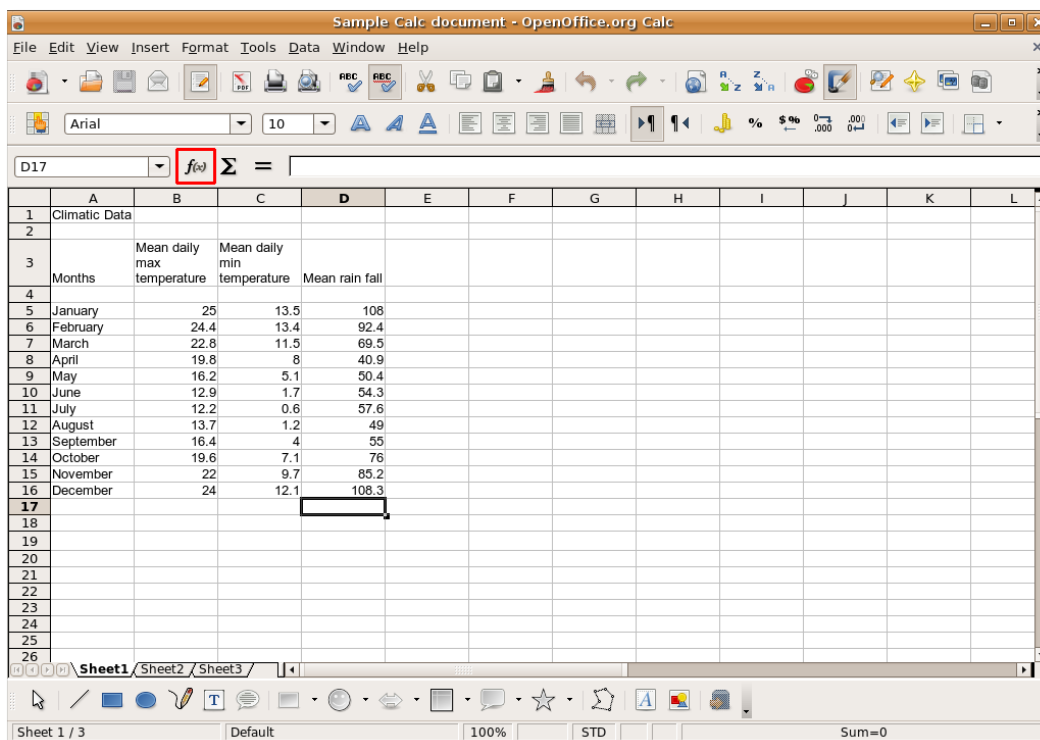 Sample Calc document - OpenOffice.org Calc
File Edit View Insert Format Tools Data Window Help
PDF ABC ABC A Z Z A
Arial 10 A A A % $ % 0 .000 .000 0
D17 f(x) Σ =
A B C D E F G H I J K L
1 Climatic Data
2
3 Months Mean daily max temperature Mean daily min temperature Mean rain fall
4
5 January 25 13.5 108
6 February 24.4 13.4 92.4
7 March 22.8 11.5 69.5
8 April 19.8 8 40.9
9 May 16.2 5.1 50.4
10 June 12.9 1.7 54.3
11 July 12.2 0.6 57.6
12 August 13.7 1.2 49
13 September 16.4 4 55
14 October 19.6 7.1 76
15 November 22 9.7 85.2
16 December 24 12.1 108.3
17
18
19
20
21
22
23
24
25
26
Sheet1 Sheet2 Sheet3
T A
Sheet 1 / 3 Default 100% STD Sum=0